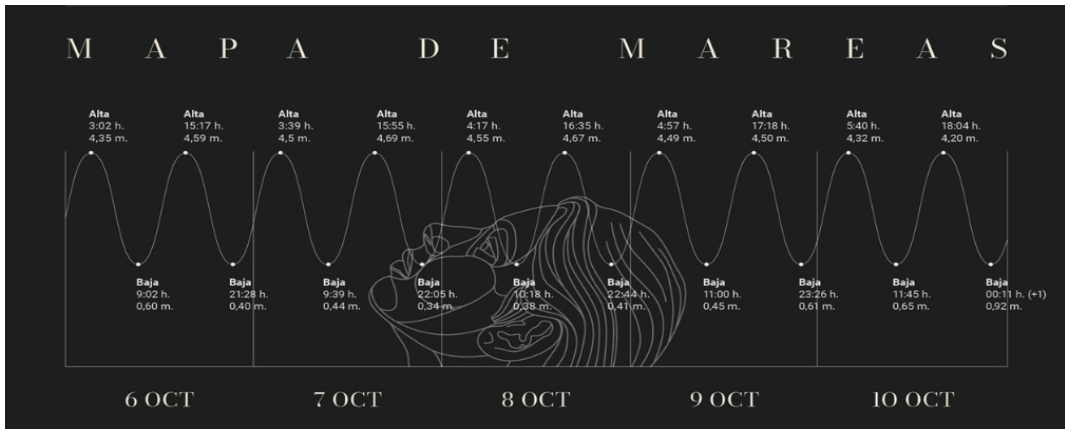 MAPA DE MAREAS
Alta
3:02 h.
4,35 m.
Alta
15:17 h.
4,59 m.
Alta
3:39 h.
4,5 m.
Alta
15:55 h.
4,69 m.
Alta
4:17 h.
4,55 m.
Alta
16:35 h.
4,67 m.
Alta
4:57 h.
4,49 m.
Alta
17:18 h.
4,50 m.
Alta
5:40 h.
4,32 m.
Alta
18:04 h.
4,20 m.
Baja
9:02 h.
0,60 m.
Baja
21:28 h.
0,40 m.
Baja
9:39 h.
0,44 m.
Baja
22:05 h.
0,34 m.
Baja
10:18 h.
0,38 m.
Baja
22:44 h.
0,41 m.
Baja
11:00 h.
0,45 m.
Baja
23:26 h.
0,61 m.
Baja
11:45 h.
0,65 m.
Baja
00:11 h. (+1)
0,92 m.
6 OCT
7 OCT
8 OCT
9 OCT
10 OCT